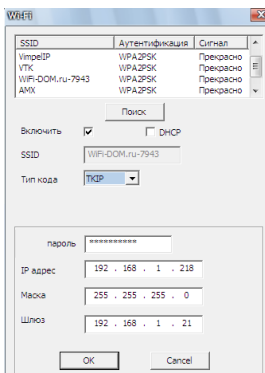 Wi-Fi
SSID Аутентификация Сигнал
VimpelIP WPA2PSK Прекрасно
VTK WPA2PSK Прекрасно
WiFi-DOM.ru-7943 WPA2PSK Прекрасно
AMX WPA2PSK Прекрасно
Поиск
Включить DHCP
SSID WiFi-DOM.ru-7943
Тип кода TKIP
пароль **********
IP адрес 192 . 168 . 1 . 218
Маска 255 . 255 . 255 . 0
Шлюз 192 . 168 . 1 . 21
OK Cancel